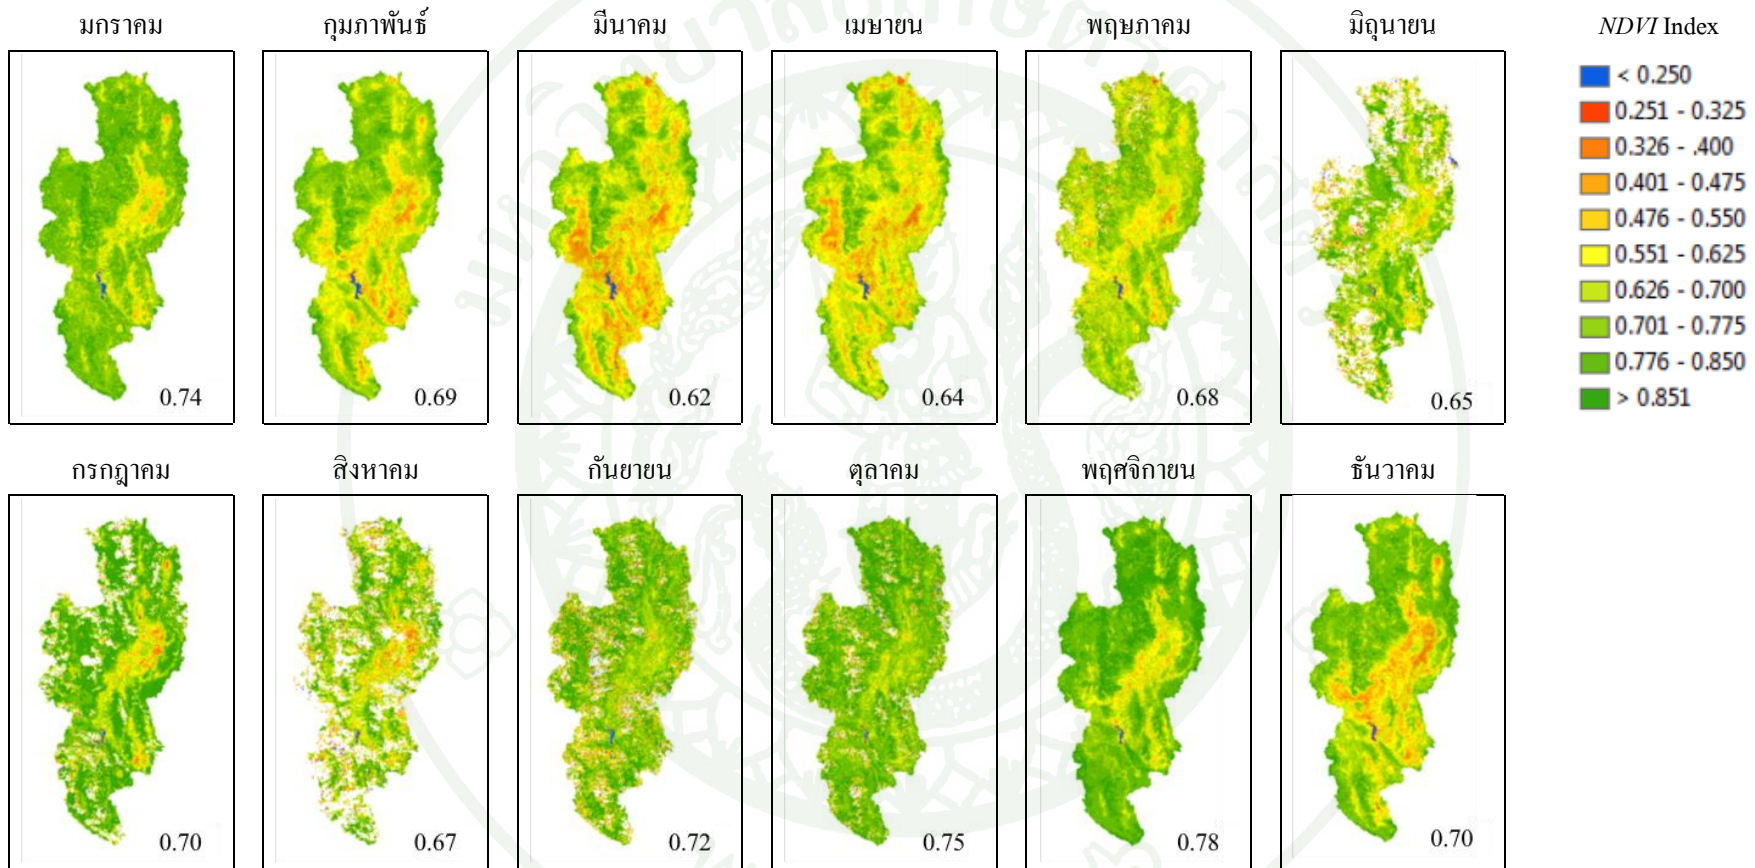 มกราคม กุมภาพันธ์ มีนาคม เมษายน พฤษภาคม มิถุนายน
NDVI Index
< 0.250
0.251 - 0.325
0.326 - .400
0.401 - 0.475
0.476 - 0.550
0.551 - 0.625
0.626 - 0.700
0.701 - 0.775
0.776 - 0.850
> 0.851
0.74 0.69 0.62 0.64 0.68 0.65
กรกฎาคม สิงหาคม กันยายน ตุลาคม พฤศจิกายน ธันวาคม
0.70 0.67 0.72 0.75 0.78 0.70